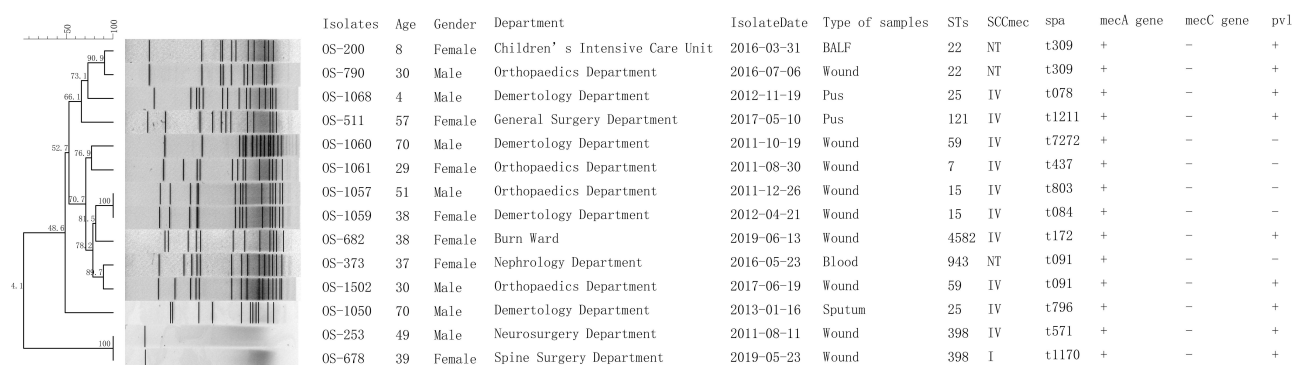 50
100
Isolates Age Gender Department IsolateDate Type of samples STs SCCmec spa mecA gene mecC gene pvl
OS-200 8 Female Children's Intensive Care Unit 2016-03-31 BALF 22 NT t309 + − +
90.9
OS-790 30 Male Orthopaedics Department 2016-07-06 Wound 22 NT t309 + − +
73.1
OS-1068 4 Male Demertology Department 2012-11-19 Pus 25 IV t078 + − +
66.1
OS-511 57 Female General Surgery Department 2017-05-10 Pus 121 IV t1211 + − +
OS-1060 70 Male Demertology Department 2011-10-19 Wound 59 IV t7272 + − −
52.7
76.9
OS-1061 29 Female Orthopaedics Department 2011-08-30 Wound 7 IV t437 + − −
OS-1057 51 Male Orthopaedics Department 2011-12-26 Wound 15 IV t803 + − −
70.7
100
OS-1059 38 Female Demertology Department 2012-04-21 Wound 15 IV t084 + − −
81.5
48.6
OS-682 38 Female Burn Ward 2019-06-13 Wound 4582 IV t172 + − +
78.2
OS-373 37 Female Nephrology Department 2016-05-23 Blood 943 NT t091 + − −
89.7
4.1
OS-1502 30 Male Orthopaedics Department 2017-06-19 Wound 59 IV t091 + − +
OS-1050 70 Male Demertology Department 2013-01-16 Sputum 25 IV t796 + − +
OS-253 49 Male Neurosurgery Department 2011-08-11 Wound 398 IV t571 + − +
100
OS-678 39 Female Spine Surgery Department 2019-05-23 Wound 398 I t1170 + − +